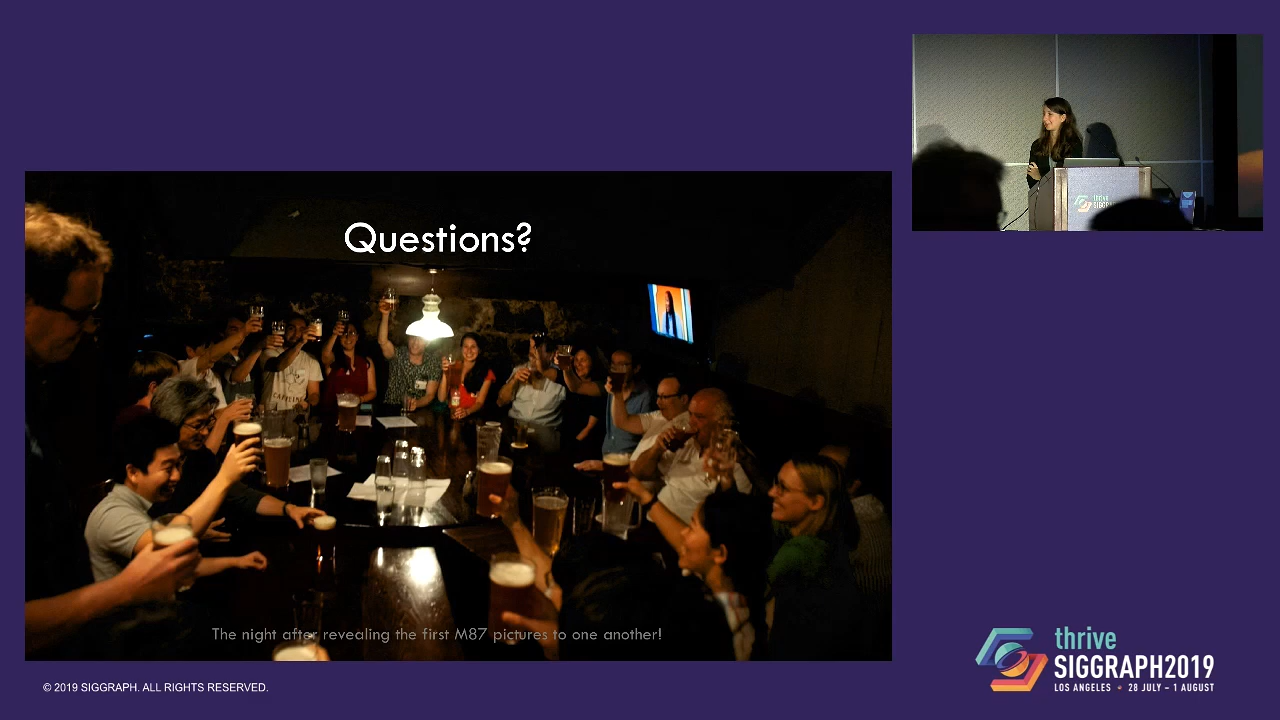 Questions?
The night after revealing the first M87 pictures to one another!
© 2019 SIGGRAPH. ALL RIGHTS RESERVED.
thrive
SIGGRAPH2019
LOS ANGELES • 28 JULY – 1 AUGUST
thrive